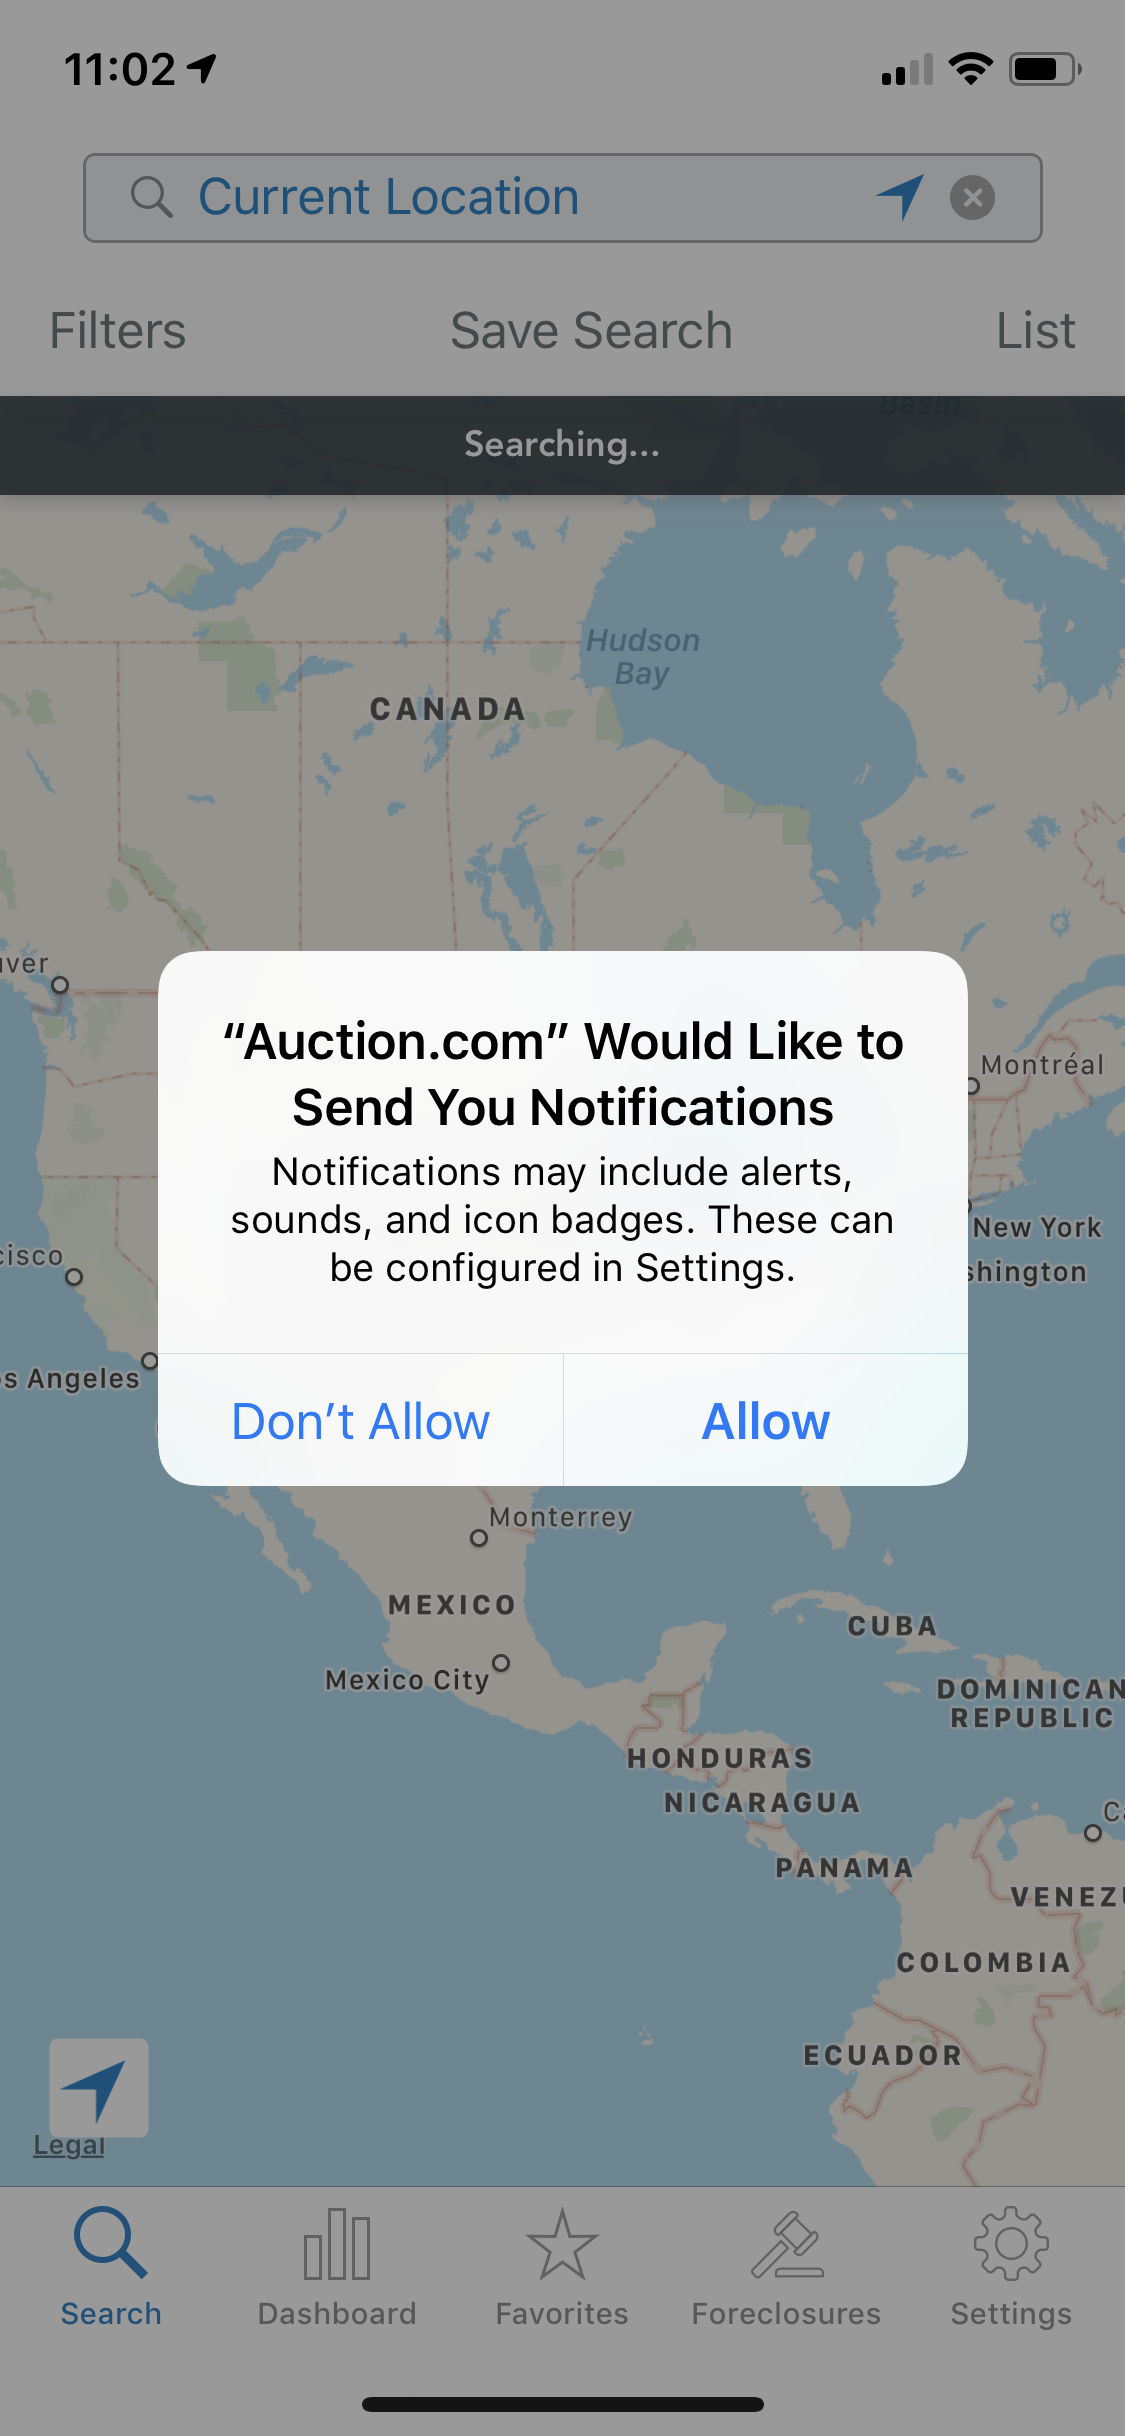 11:02
Current Location
Filters
Save Search
List
Basin
Searching...
Hudson
Bay
CANADA
ver
Montréal
"Auction.com" Would Like to
Send You Notifications
Notifications may include alerts,
sounds, and icon badges. These can
be configured in Settings.
New York
shington
cisco
os Angeles
Don't Allow
Allow
Monterrey
MEXICO
CUBA
Mexico City
DOMINICAN
REPUBLIC
HONDURAS
NICARAGUA
Ca
PANAMA
VENEZU
COLOMBIA
ECUADOR
Legal
Search
Dashboard
Favorites
Foreclosures
Settings